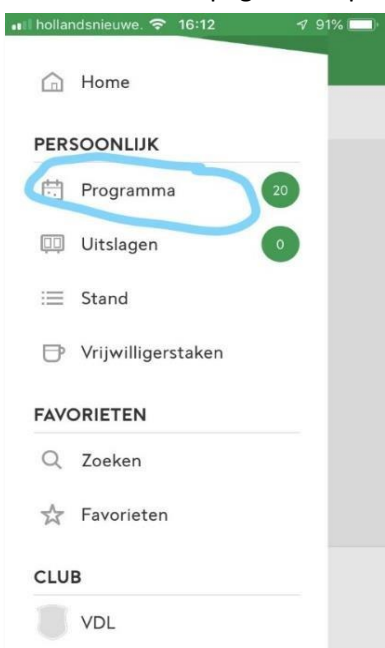 hollandsnieuwe. 16:12 91%
Home
PERSOONLIJK
Programma 20
Uitslagen 0
Stand
Vrijwilligerstaken
FAVORIETEN
Zoeken
Favorieten
CLUB
VDL